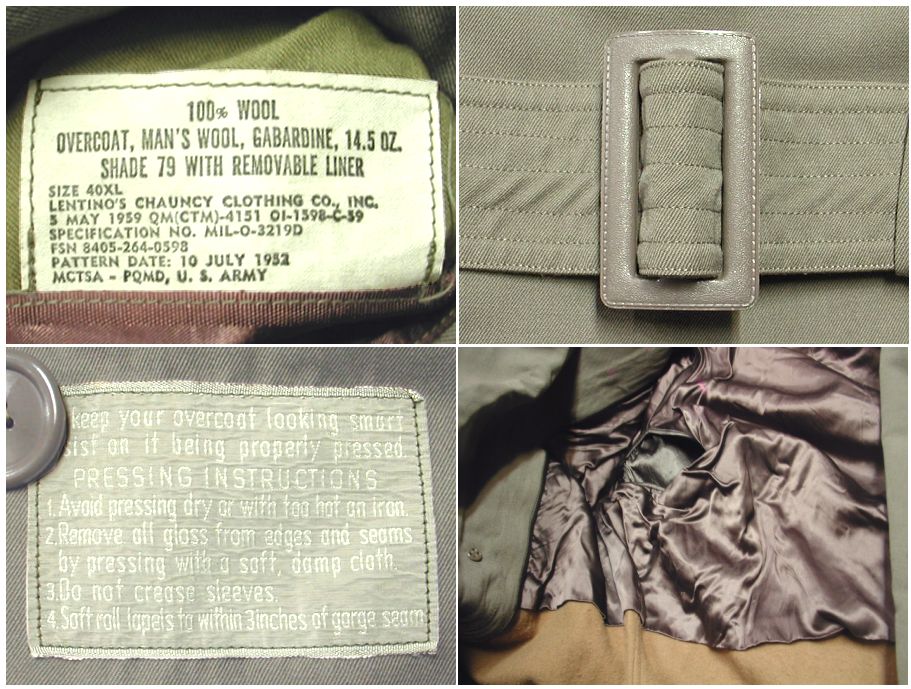 100% WOOL
OVERCOAT, MAN'S WOOL, GABARDINE, 14.5 OZ.
SHADE 79 WITH REMOVABLE LINER
SIZE 40XL
LENTINO'S CHAUNCY CLOTHING CO., INC.
5 MAY 1959 QM(CTM)-4151 OI-1598-C-59
SPECIFICATION NO. MIL-O-3219D
FSN 8405-264-0598
PATTERN DATE: 10 JULY 1952
MCTSA - PQMD, U. S. ARMY
keep your overcoat looking smart
sist on it being properly pressed.
PRESSING INSTRUCTIONS
1. Avoid pressing dry or with too hot an iron.
2. Remove all gloss from edges and seams
by pressing with a soft, damp cloth.
3. Do not crease sleeves.
4. Soft roll lapels to within 3 inches of gorge seam